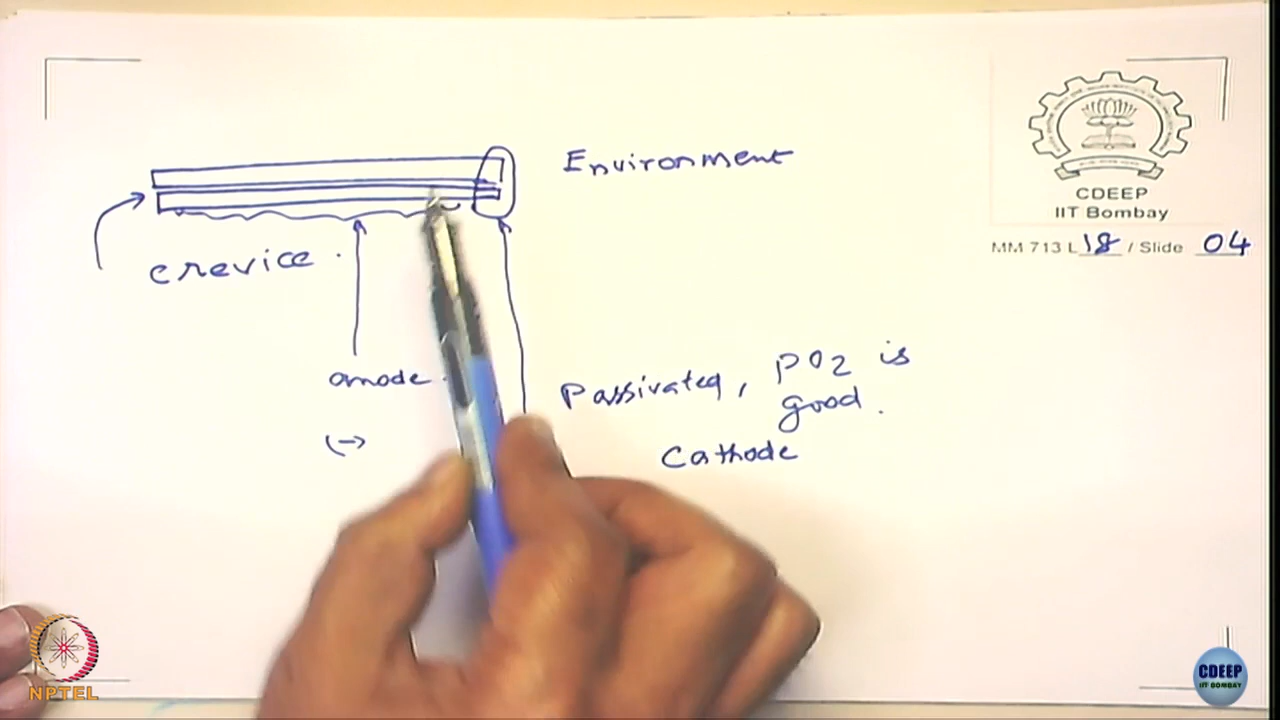 Environment
CDEEP
IIT Bombay
MM 713 L 18 / Slide 04
crevice.
anode.
(→
Passivated, PO2 is
good.
Cathode
NPTEL
CDEEP
IIT BOMBAY